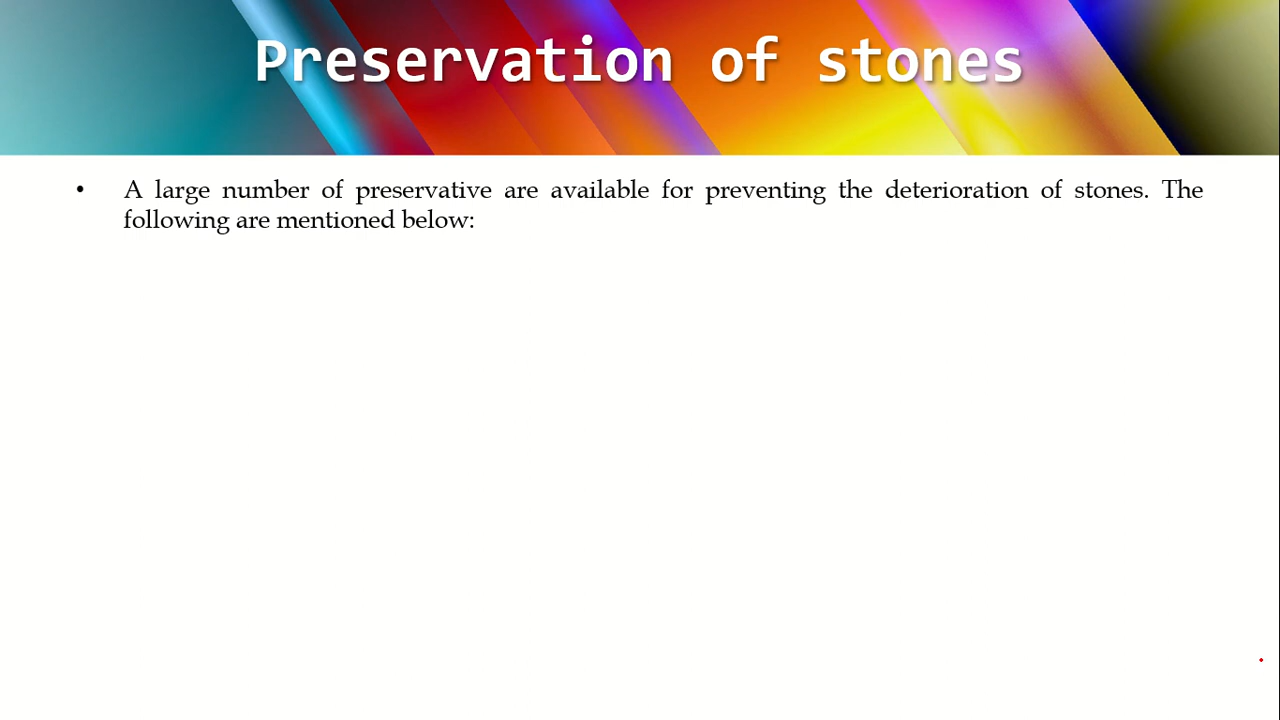 Preservation of stones
• A large number of preservative are available for preventing the deterioration of stones. The
following are mentioned below: